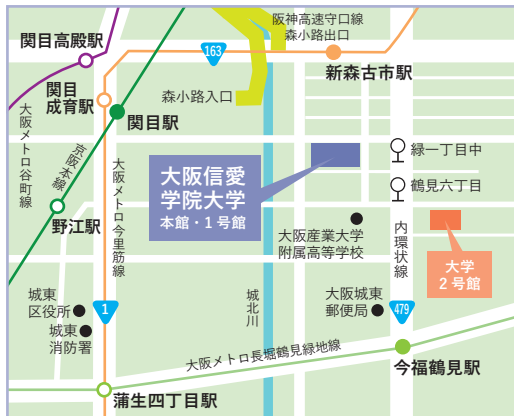 阪神高速守口線
森小路出口
関目高殿駅
163
新森古市駅
関目
成育駅
森小路入口
関目駅
大阪メトロ谷町線
京阪本線
大阪メトロ今里筋線
大阪信愛
学院大学
本館・1号館
緑一丁目中
鶴見六丁目
野江駅
大阪産業大学
附属高等学校
内環状線
大学
2号館
城東
区役所
1
城北川
大阪城東
郵便局
479
城東
消防署
大阪メトロ長堀鶴見緑地線
今福鶴見駅
蒲生四丁目駅